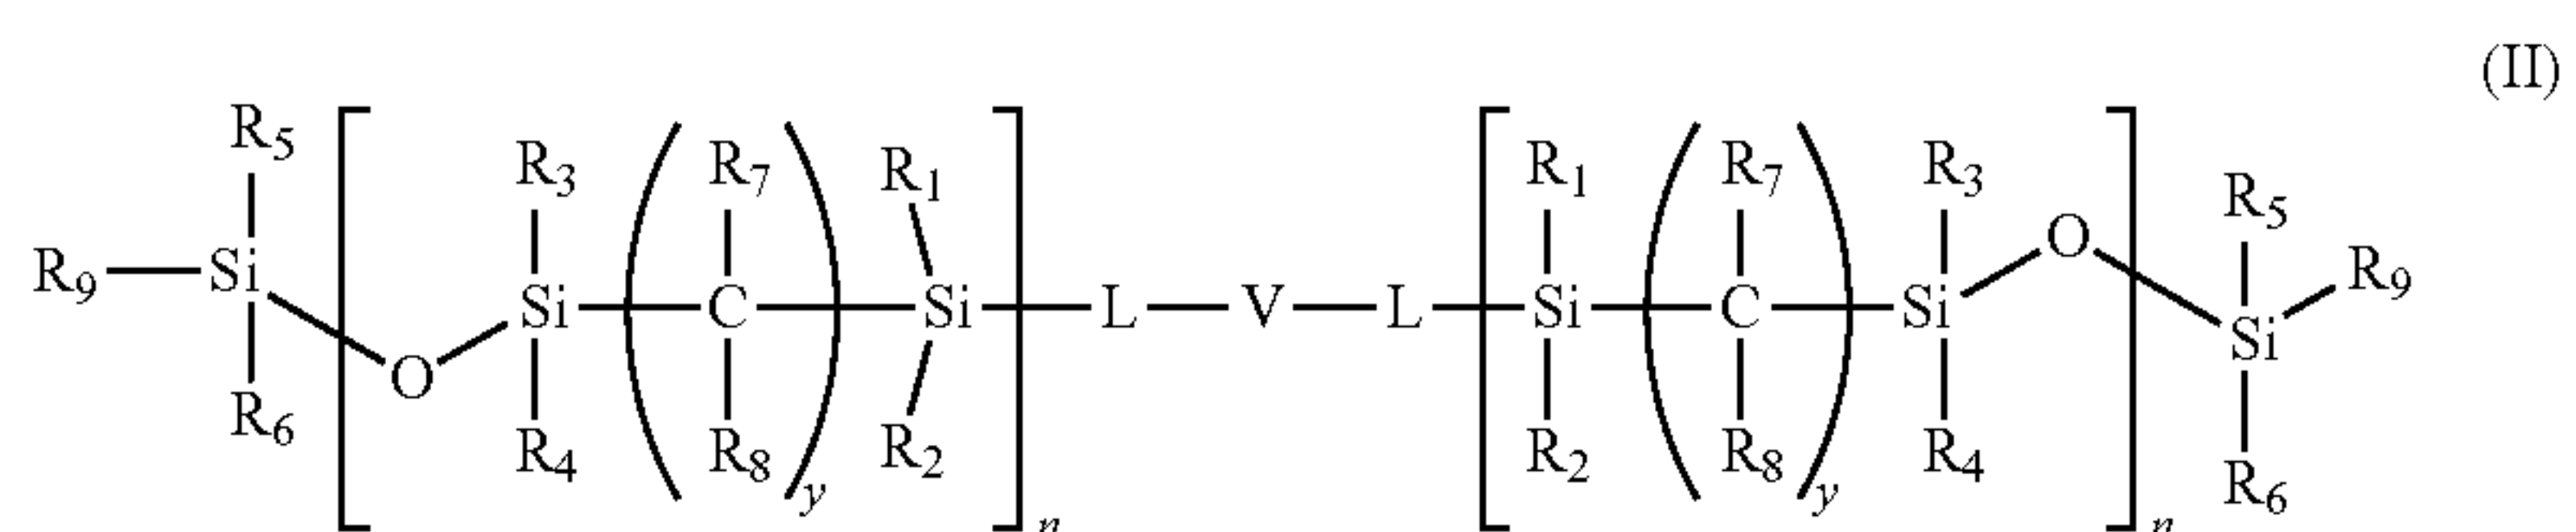 (II)
R5 R3 R7 R1 R1 R7 R3 R5
R9 Si O Si C Si L V L Si C Si O Si R9
R6 R4 R8 R2 R2 R8 R4 R6
y n y n